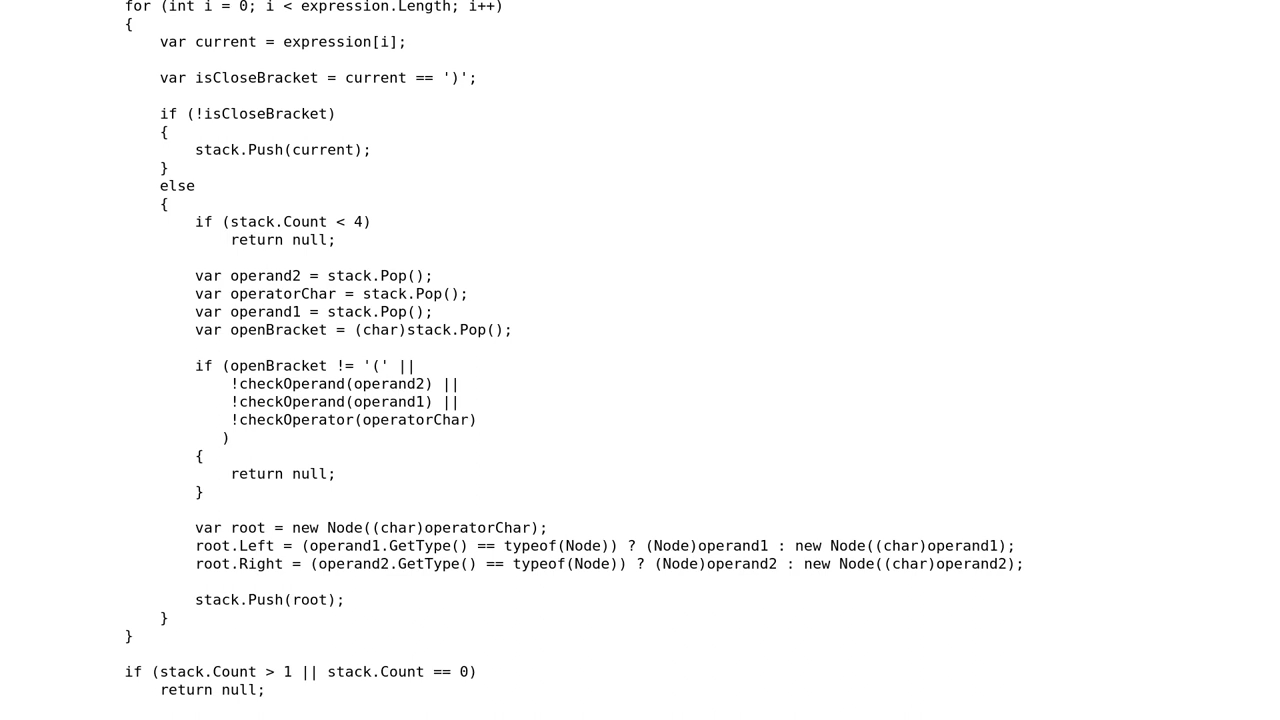 for (int i = 0; i < expression.Length; i++)
{
var current = expression[i];
var isCloseBracket = current == ')';
if (!isCloseBracket)
{
stack.Push(current);
}
else
{
if (stack.Count < 4)
return null;
var operand2 = stack.Pop();
var operatorChar = stack.Pop();
var operand1 = stack.Pop();
var openBracket = (char)stack.Pop();
if (openBracket != '(' ||
!checkOperand(operand2) ||
!checkOperand(operand1) ||
!checkOperator(operatorChar)
)
{
return null;
}
var root = new Node((char)operatorChar);
root.Left = (operand1.GetType() == typeof(Node)) ? (Node)operand1 : new Node((char)operand1);
root.Right = (operand2.GetType() == typeof(Node)) ? (Node)operand2 : new Node((char)operand2);
stack.Push(root);
}
}
if (stack.Count > 1 || stack.Count == 0)
return null;